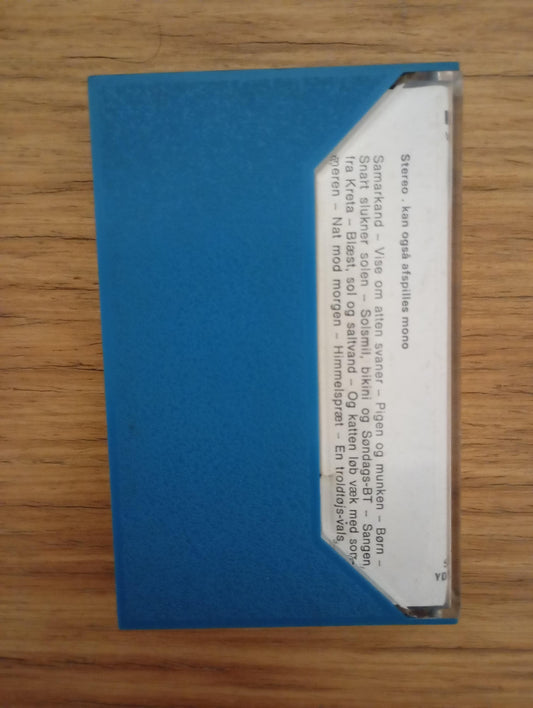 Stereo . kan også afspilles mono
Samarkand – Vise om atten svaner – Pigen og munken – Børn –
Snart slukner solen – Solsmil, bikini og Søndags-BT – Sangen
fra Kreta – Blæst, sol og saltvand – Og katten løb væk med som-
meren – Nat mod morgen – Himmelspræt – En troldtøjs-vals